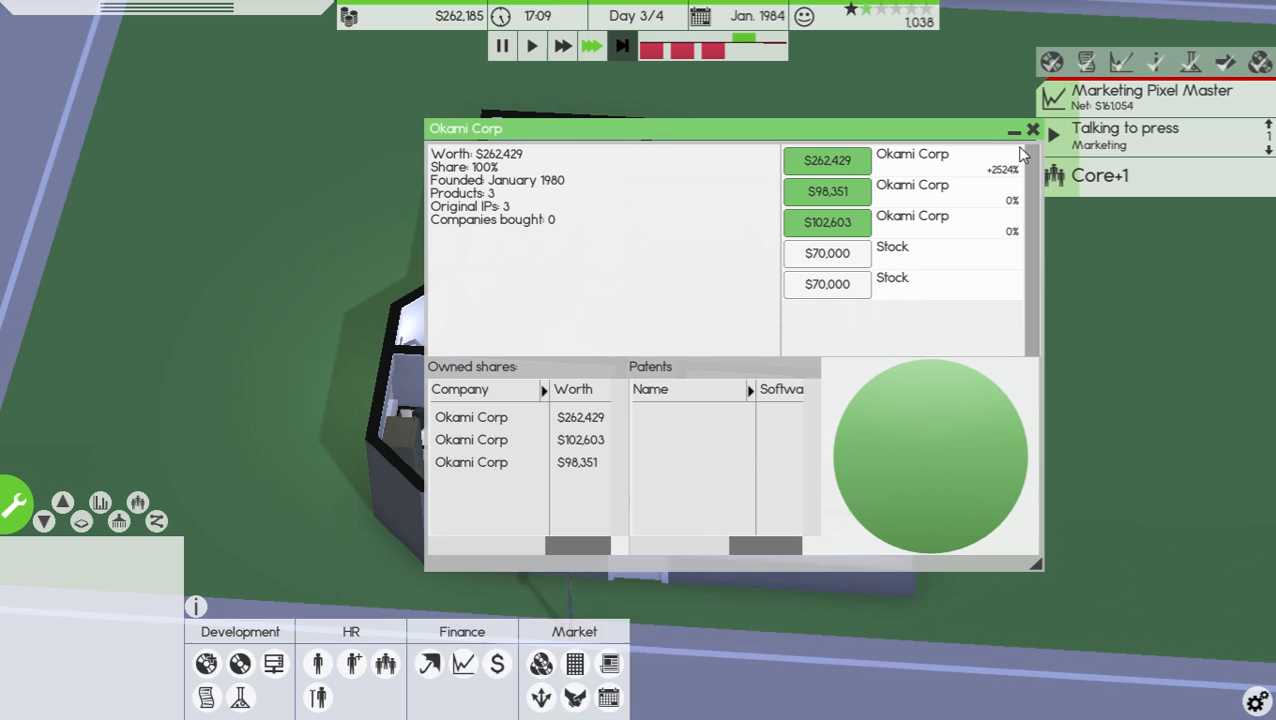 $262,185
17:09
Day 3/4
Jan. 1984
1,038
Marketing Pixel Master
Net: $161,054
Talking to press
Marketing
1
Core+1
Okami Corp
Worth: $262,429
Share: 100%
Founded: January 1980
Products: 3
Original IPs: 3
Companies bought: 0
$262,429 Okami Corp
+2524%
$98,351 Okami Corp
0%
$102,603 Okami Corp
0%
$70,000 Stock
$70,000 Stock
Owned shares:
Company Worth
Okami Corp $262,429
Okami Corp $102,603
Okami Corp $98,351
Patents
Name Softwa
i
Development HR Finance Market